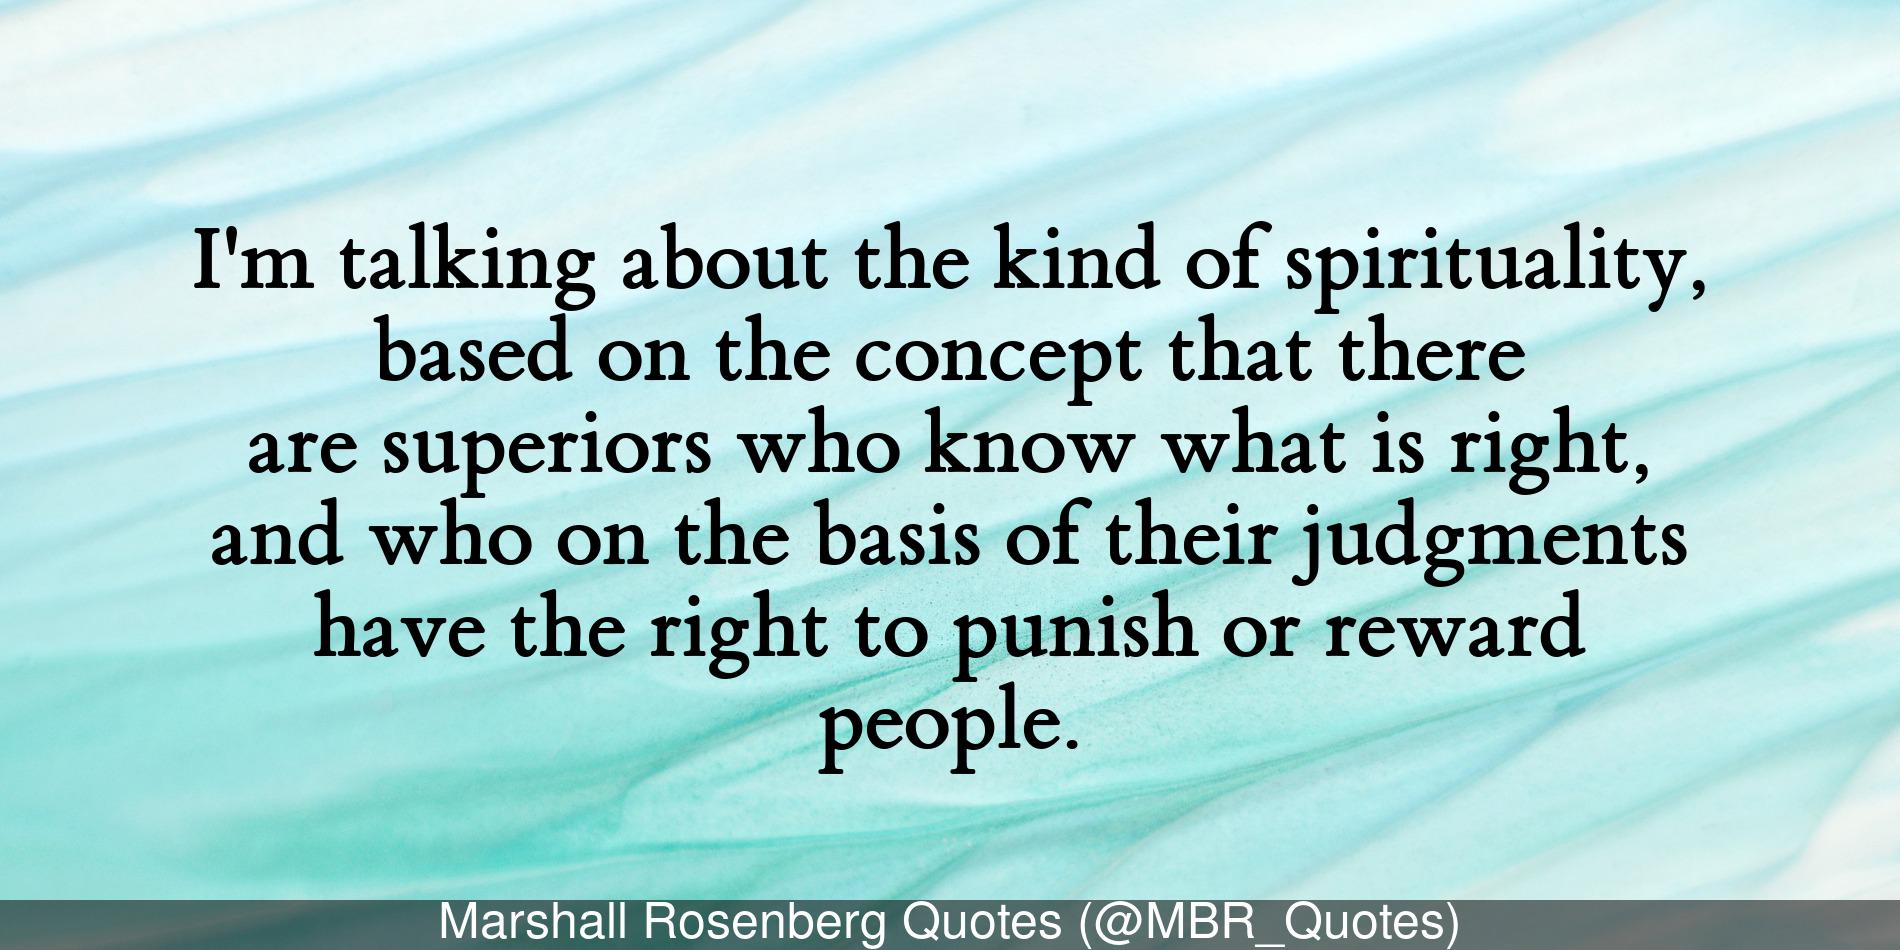 I'm talking about the kind of spirituality,
based on the concept that there
are superiors who know what is right,
and who on the basis of their judgments
have the right to punish or reward
people.
Marshall Rosenberg Quotes (@MBR_Quotes)